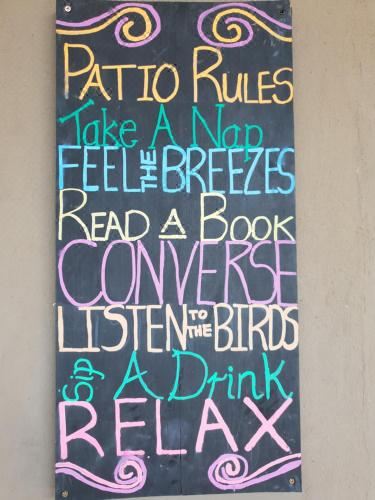 PATIO RULES
Take A Nap
FEEL THE BREEZES
READ A BOOK
CONVERSE
LISTEN TO THE BIRDS
Sip A Drink
RELAX